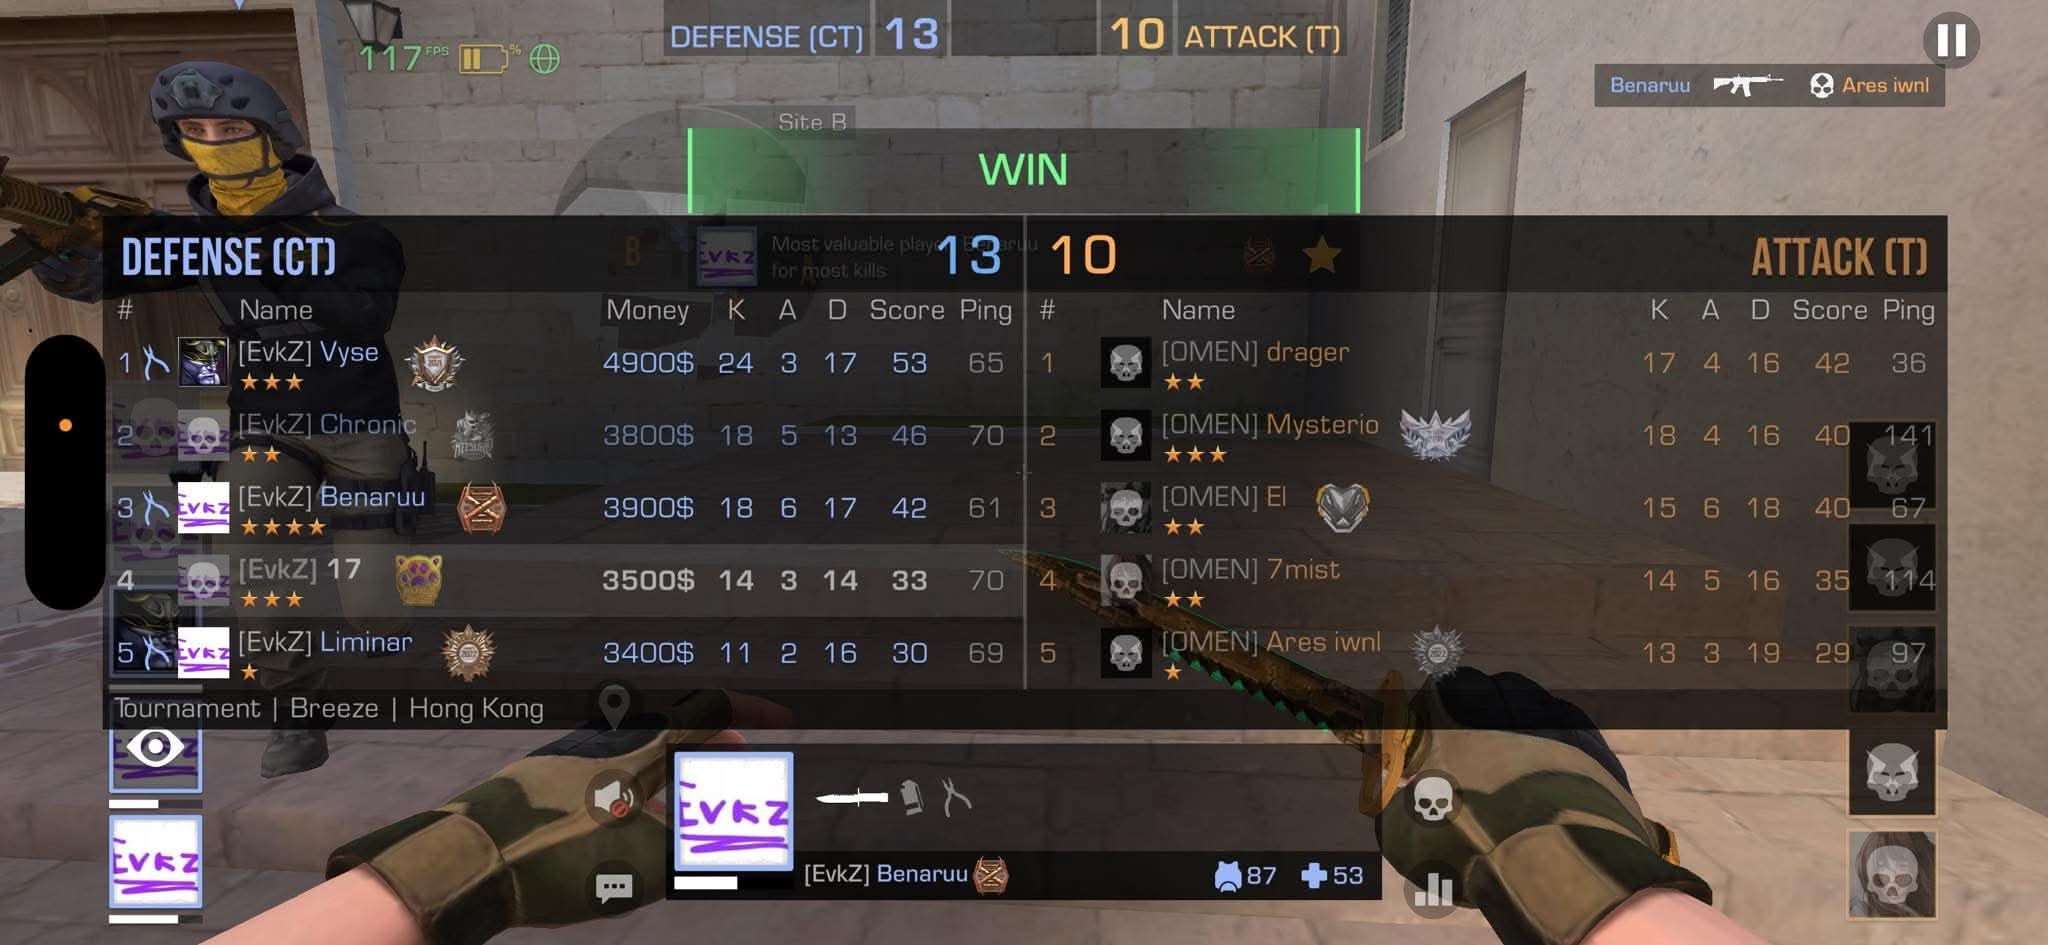 DEFENSE (CT) 13 10 ATTACK (T)
117 FPS %
Benaruu Ares iwnl
Site B
WIN
DEFENSE (CT) 13 10 ATTACK (T)
B EVKZ Most valuable player: Benaruu
for most kills
# Name Money K A D Score Ping # Name K A D Score Ping
1 [EvkZ] Vyse 4900$ 24 3 17 53 65 1 [OMEN] drager 17 4 16 42 36
2 [EvkZ] Chronic 3800$ 18 5 13 46 70 2 [OMEN] Mysterio 18 4 16 40 141
3 EVKZ [EvkZ] Benaruu 3900$ 18 6 17 42 61 3 [OMEN] El 15 6 18 40 67
4 [EvkZ] 17 3500$ 14 3 14 33 70 4 [OMEN] 7mist 14 5 16 35 114
5 EVKZ [EvkZ] Liminar 3400$ 11 2 16 30 69 5 [OMEN] Ares iwnl 13 3 19 29 97
Tournament | Breeze | Hong Kong
EVKZ
EVKZ
[EvkZ] Benaruu 87 53